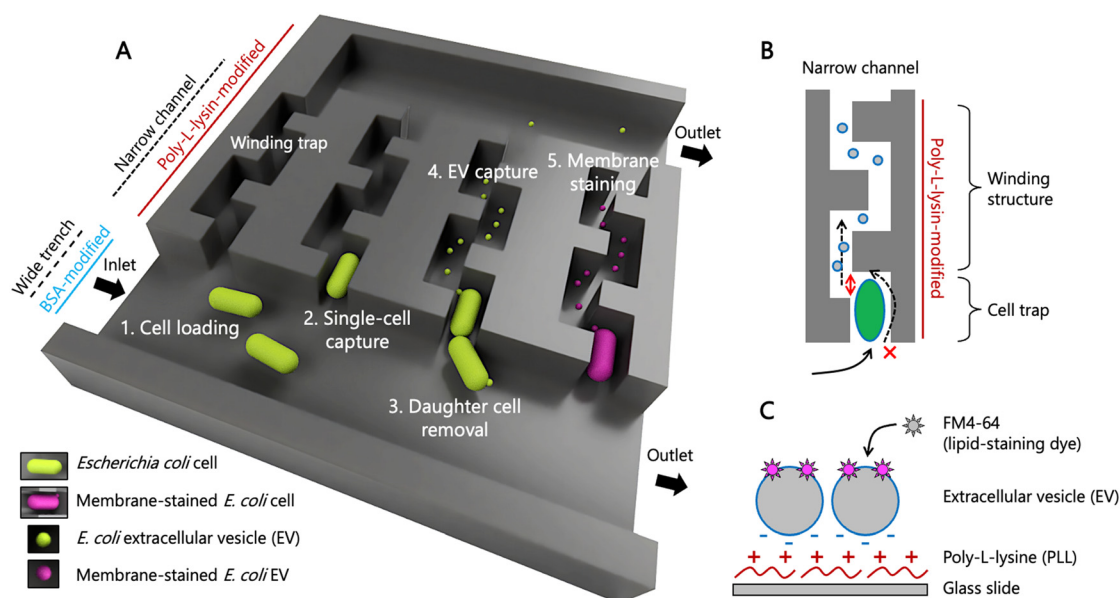 A
Narrow channel
Poly-L-lysin-modified
Wide trench
BSA-modified
Inlet
Winding trap
1. Cell loading
2. Single-cell
capture
3. Daughter cell
removal
4. EV capture
5. Membrane
staining
Outlet
Outlet
Escherichia coli cell
Membrane-stained E. coli cell
E. coli extracellular vesicle (EV)
Membrane-stained E. coli EV
B
Narrow channel
Poly-L-lysin-modified
Winding
structure
Cell trap
C
FM4-64
(lipid-staining dye)
Extracellular vesicle (EV)
- - - - - -
+ + + + + +
Poly-L-lysine (PLL)
Glass slide